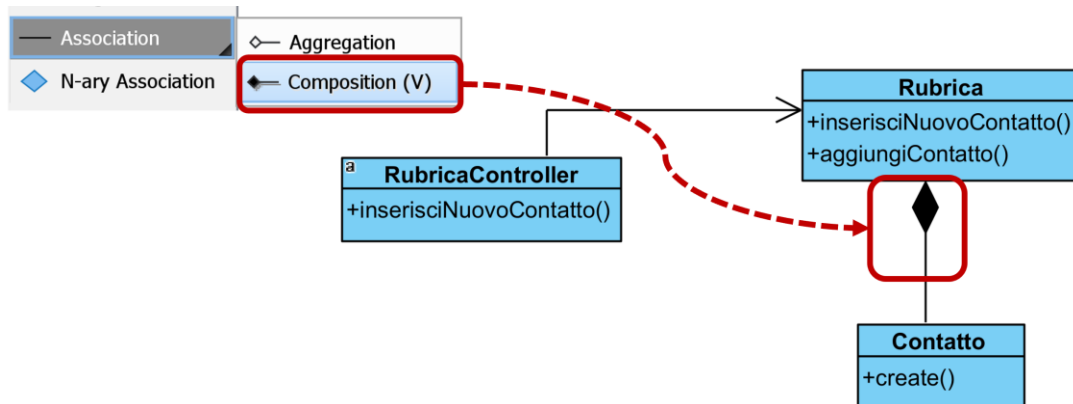 Association
Aggregation
N-ary Association
Composition (V)
Rubrica
+inserisciNuovoContatto()
+aggiungiContatto()
a
RubricaController
+inserisciNuovoContatto()
Contatto
+create()